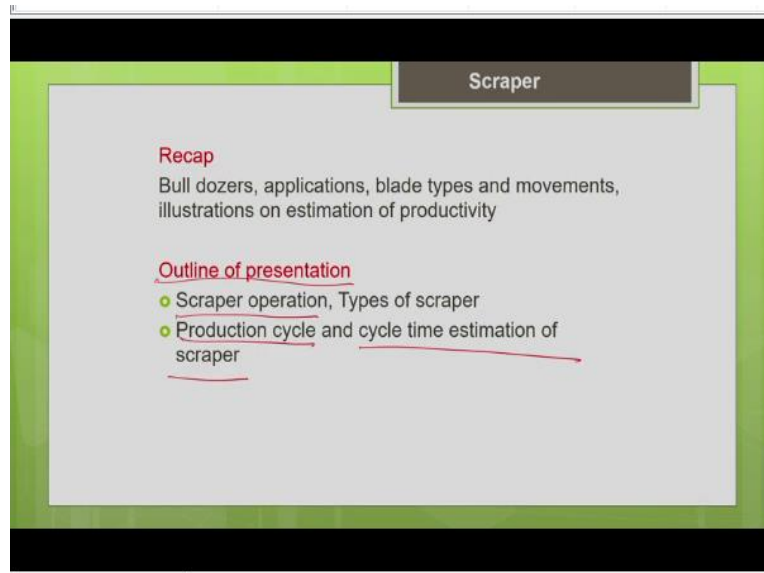 Scraper
Recap
Bull dozers, applications, blade types and movements,
illustrations on estimation of productivity
Outline of presentation
Scraper operation, Types of scraper
Production cycle and cycle time estimation of
scraper